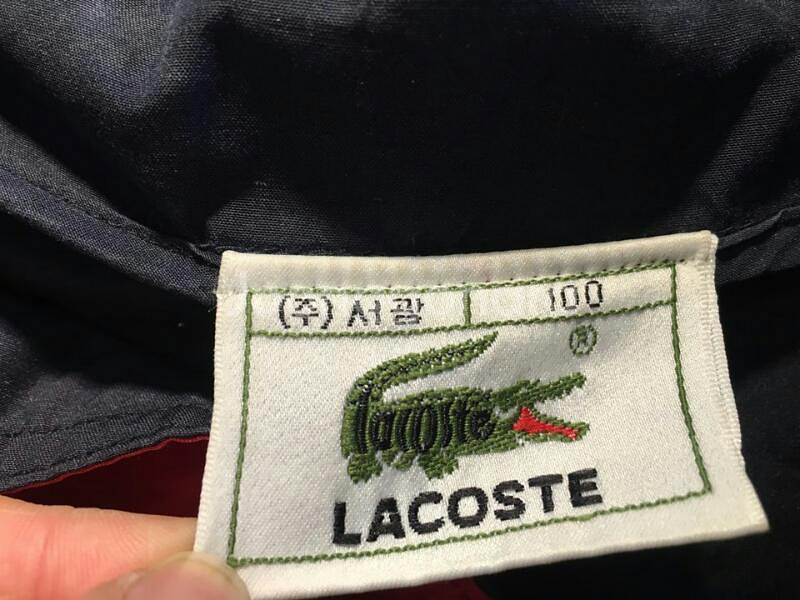 (주) 서광 100
®
lacoste
LACOSTE